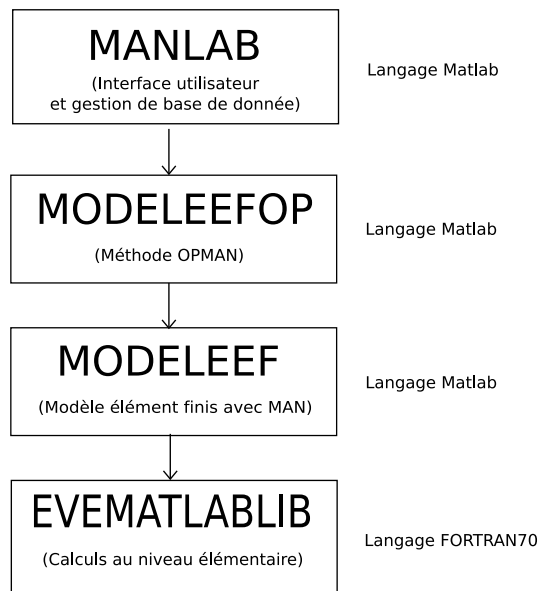 MANLAB
(Interface utilisateur
et gestion de base de donnée)
Langage Matlab
MODELEEFOP
(Méthode OPMAN)
Langage Matlab
MODELEEF
(Modèle élément finis avec MAN)
Langage Matlab
EVEMATLABLIB
(Calculs au niveau élémentaire)
Langage FORTRAN70